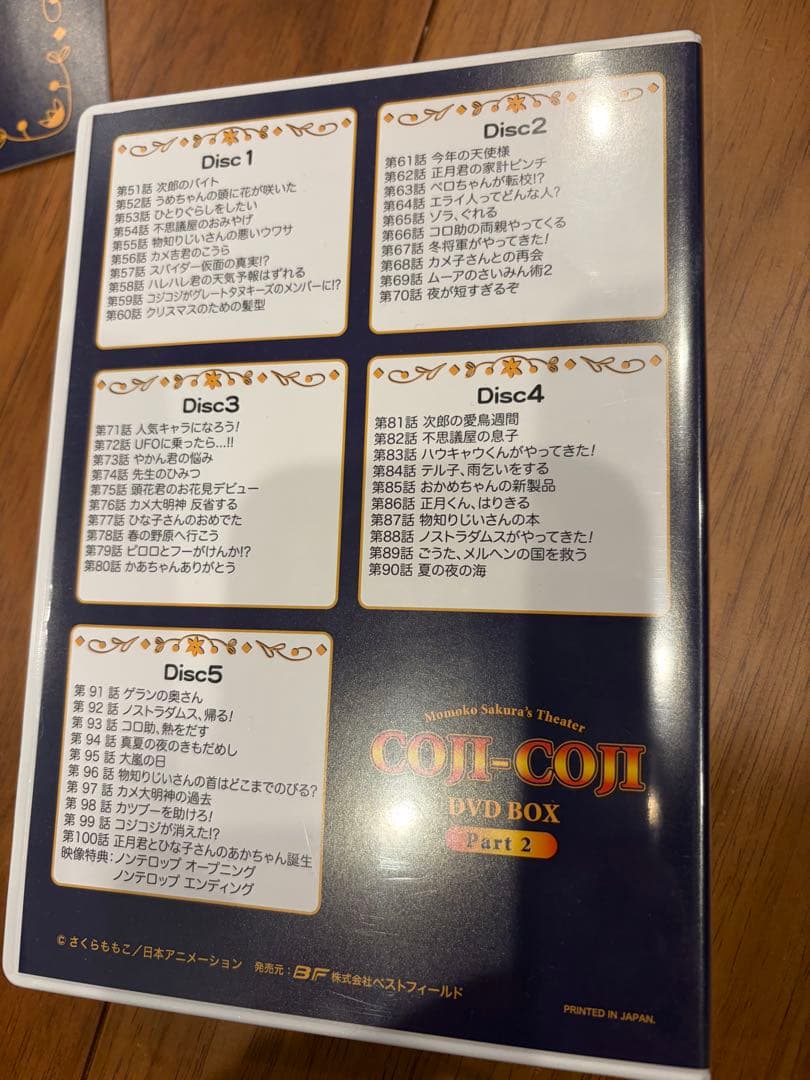 Disc1
第51話 次郎のバイト
第52話 うめちゃんの頭に花が咲いた
第53話 ひとりぐらしをしたい
第54話 不思議屋のおみやげ
第55話 物知りじいさんの悪いウワサ
第56話 カメ吉君のこうら
第57話 スパイダー仮面の真実!?
第58話 ハレハレ君の天気予報はずれる
第59話 コジコジがグレートタヌキーズのメンバーに!?
第60話 クリスマスのための髪型
Disc2
第61話 今年の天使様
第62話 正月君の家計ピンチ
第63話 ペロちゃんが転校!?
第64話 エライ人ってどんな人?
第65話 ゾラ、ぐれる
第66話 コロ助の両親やってくる
第67話 冬将軍がやってきた!
第68話 カメ子さんとの再会
第69話 ムーアのさいみん術2
第70話 夜が短すぎるぞ
Disc3
第71話 人気キャラになろう!
第72話 UFOに乗ったら...!!
第73話 やかん君の悩み
第74話 先生のひみつ
第75話 頭花君のお花見デビュー
第76話 カメ大明神 反省する
第77話 ひな子さんのおめでた
第78話 春の野原へ行こう
第79話 ピロロとフーがけんか!?
第80話 かあちゃんありがとう
Disc4
第81話 次郎の愛鳥週間
第82話 不思議屋の息子
第83話 ハウキャウくんがやってきた!
第84話 テル子、雨乞いをする
第85話 おかめちゃんの新製品
第86話 正月くん、はりきる
第87話 物知りじいさんの本
第88話 ノストラダムスがやってきた!
第89話 ごうた、メルヘンの国を救う
第90話 夏の夜の海
Disc5
第 91 話 ゲランの奥さん
第 92 話 ノストラダムス、帰る!
第 93 話 コロ助、熱をだす
第 94 話 真夏の夜のきもだめし
第 95 話 大嵐の日
第 96 話 物知りじいさんの首はどこまでのびる?
第 97 話 カメ大明神の過去
第 98 話 カツブーを助けろ!
第 99 話 コジコジが消えた!?
第100話 正月君とひな子さんのあかちゃん誕生
映像特典:ノンテロップ オープニング
ノンテロップ エンディング
Momoko Sakura's Theater
COJI-COJI
DVD BOX
Part 2
© さくらももこ/日本アニメーション 発売元:BF 株式会社ベストフィールド
PRINTED IN JAPAN.